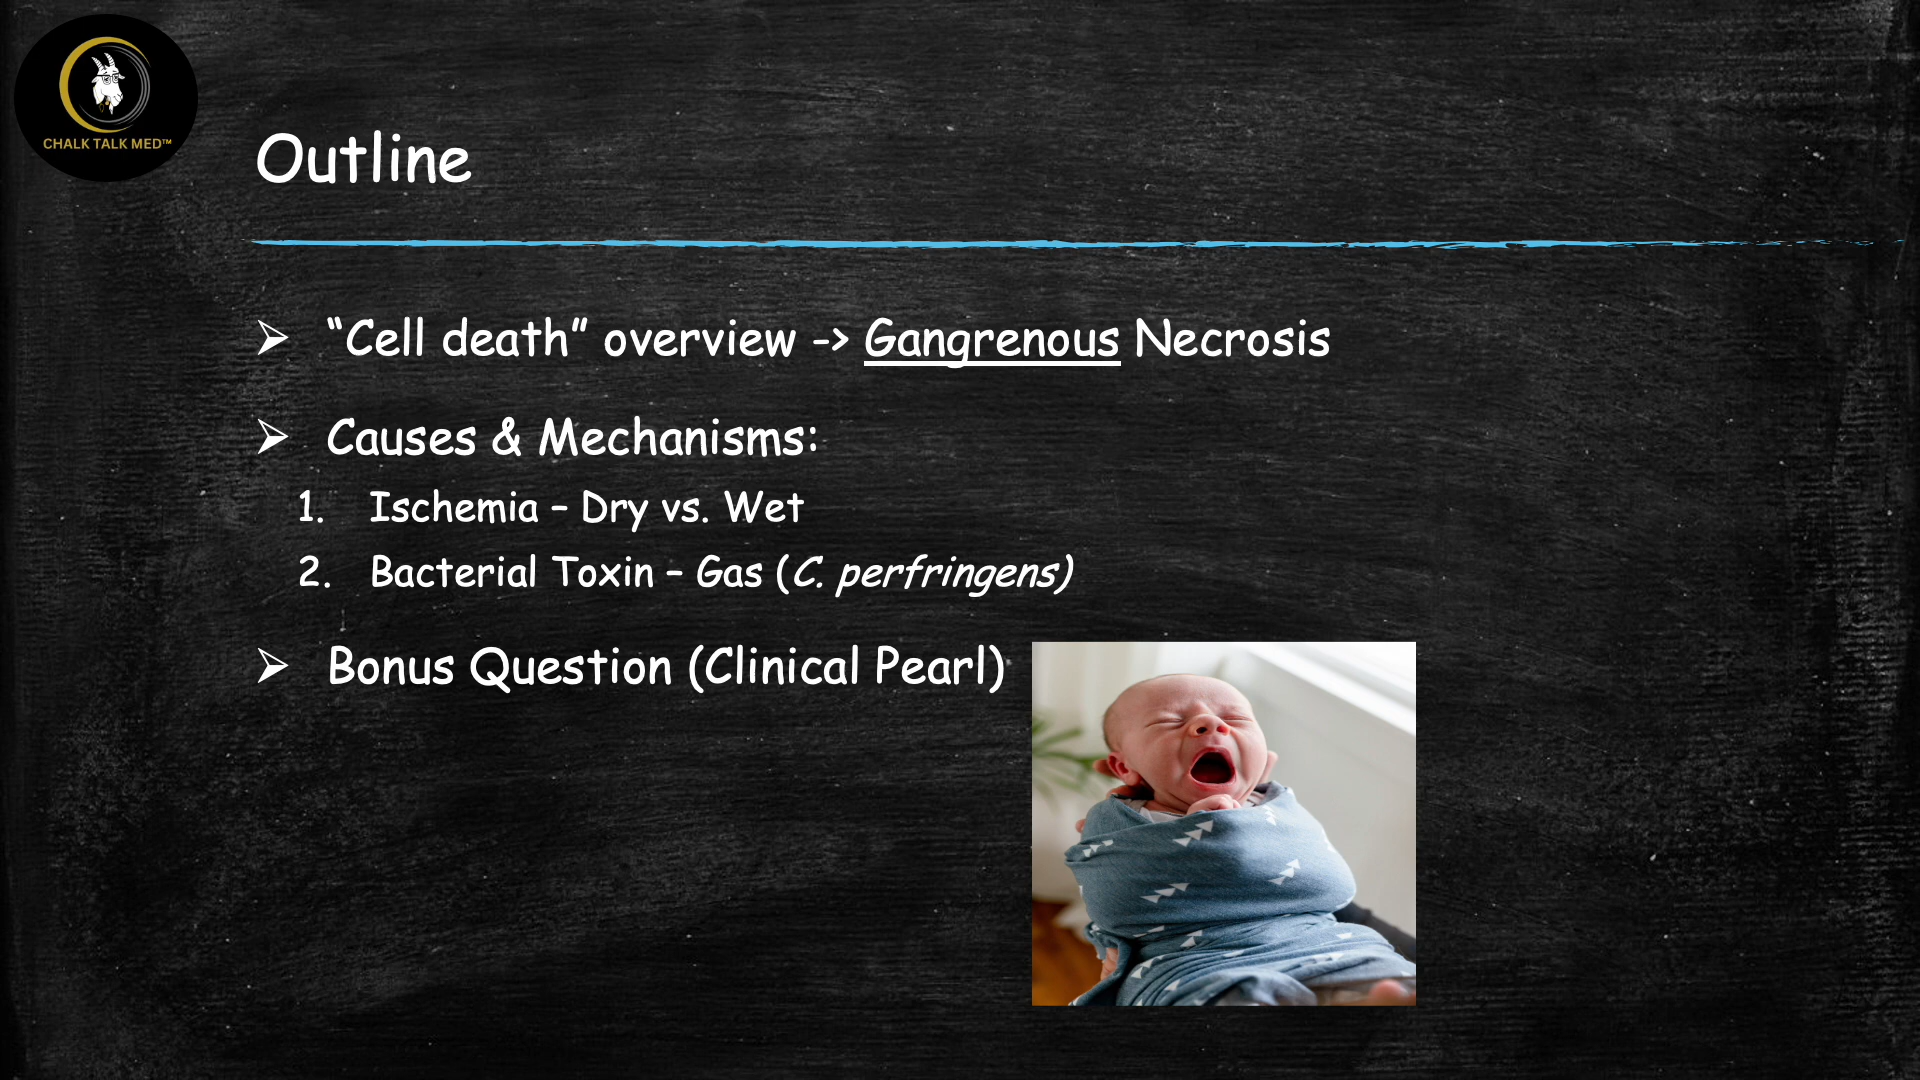 CHALK TALK MED™
Outline
“Cell death” overview -> Gangrenous Necrosis
Causes & Mechanisms:
1. Ischemia – Dry vs. Wet
2. Bacterial Toxin – Gas (C. perfringens)
Bonus Question (Clinical Pearl)